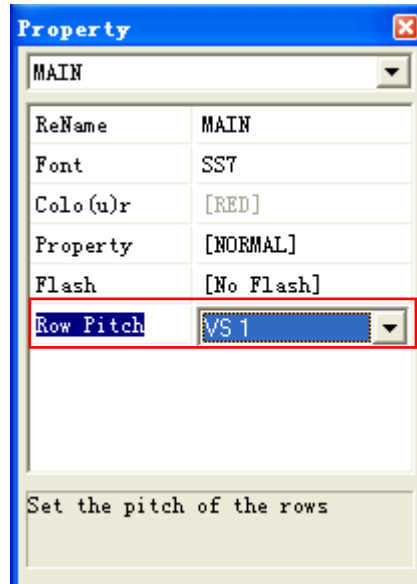 Property
MAIN
ReName MAIN
Font SS7
Colo(u)r [RED]
Property [NORMAL]
Flash [No Flash]
Row Pitch VS 1
Set the pitch of the rows